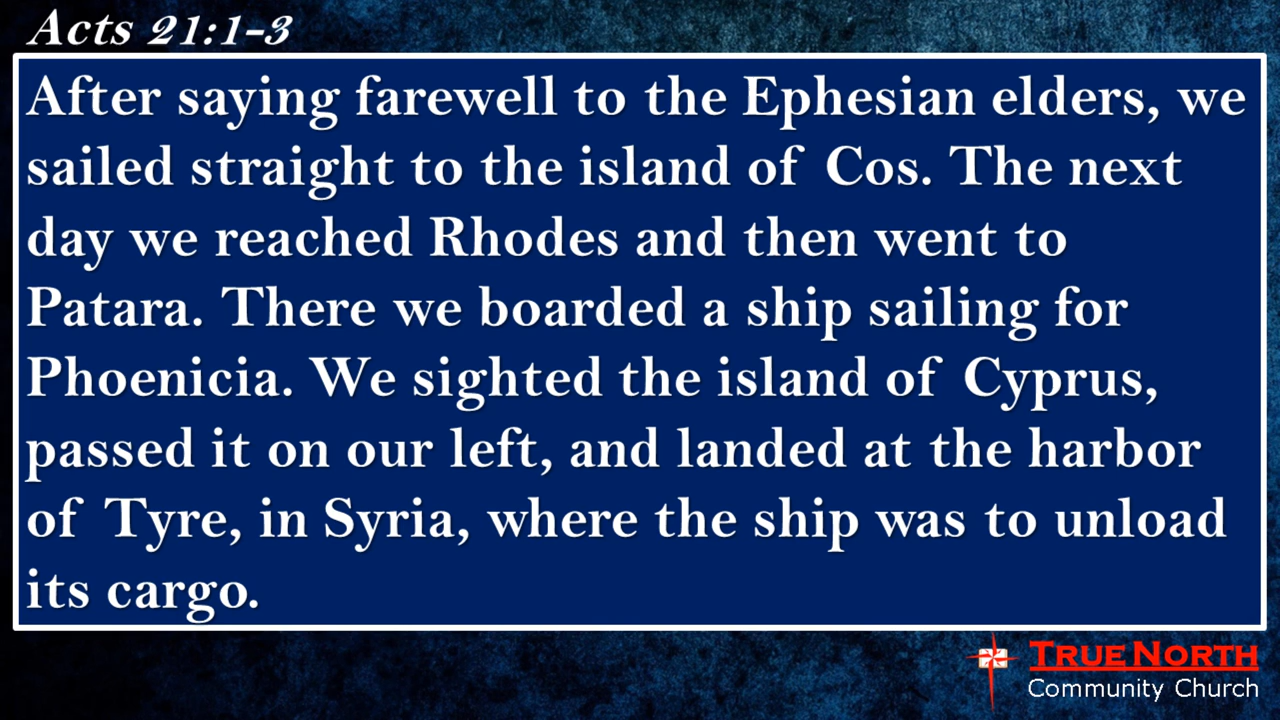 Acts 21:1-3
After saying farewell to the Ephesian elders, we
sailed straight to the island of Cos. The next
day we reached Rhodes and then went to
Patara. There we boarded a ship sailing for
Phoenicia. We sighted the island of Cyprus,
passed it on our left, and landed at the harbor
of Tyre, in Syria, where the ship was to unload
its cargo.
TRUE NORTH
Community Church